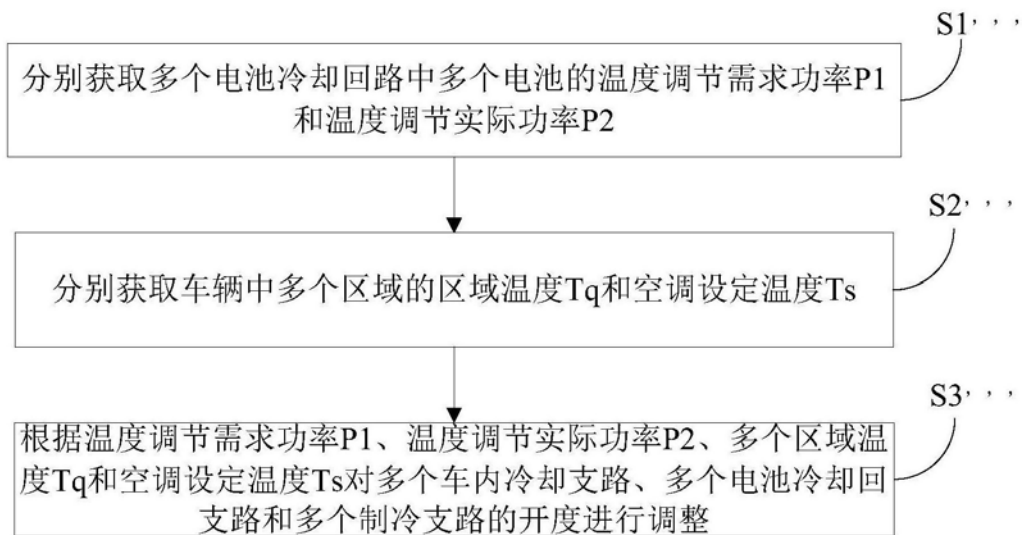 S1，，，
分别获取多个电池冷却回路中多个电池的温度调节需求功率P1
和温度调节实际功率P2
S2，，，
分别获取车辆中多个区域的区域温度Tq和空调设定温度Ts
S3，，，
根据温度调节需求功率P1、温度调节实际功率P2、多个区域温
度Tq和空调设定温度Ts对多个车内冷却支路、多个电池冷却回
支路和多个制冷支路的开度进行调整